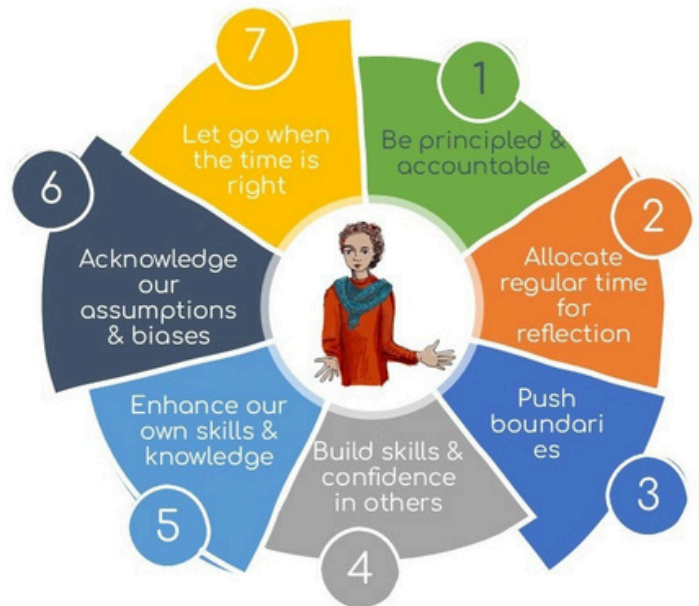 1
Be principled &
accountable
2
Allocate
regular time
for
reflection
Push
boundari
es
3
Build skills &
confidence
in others
4
Enhance our
own skills &
knowledge
5
6
Acknowledge
our
assumptions
& biases
7
Let go when
the time is
right